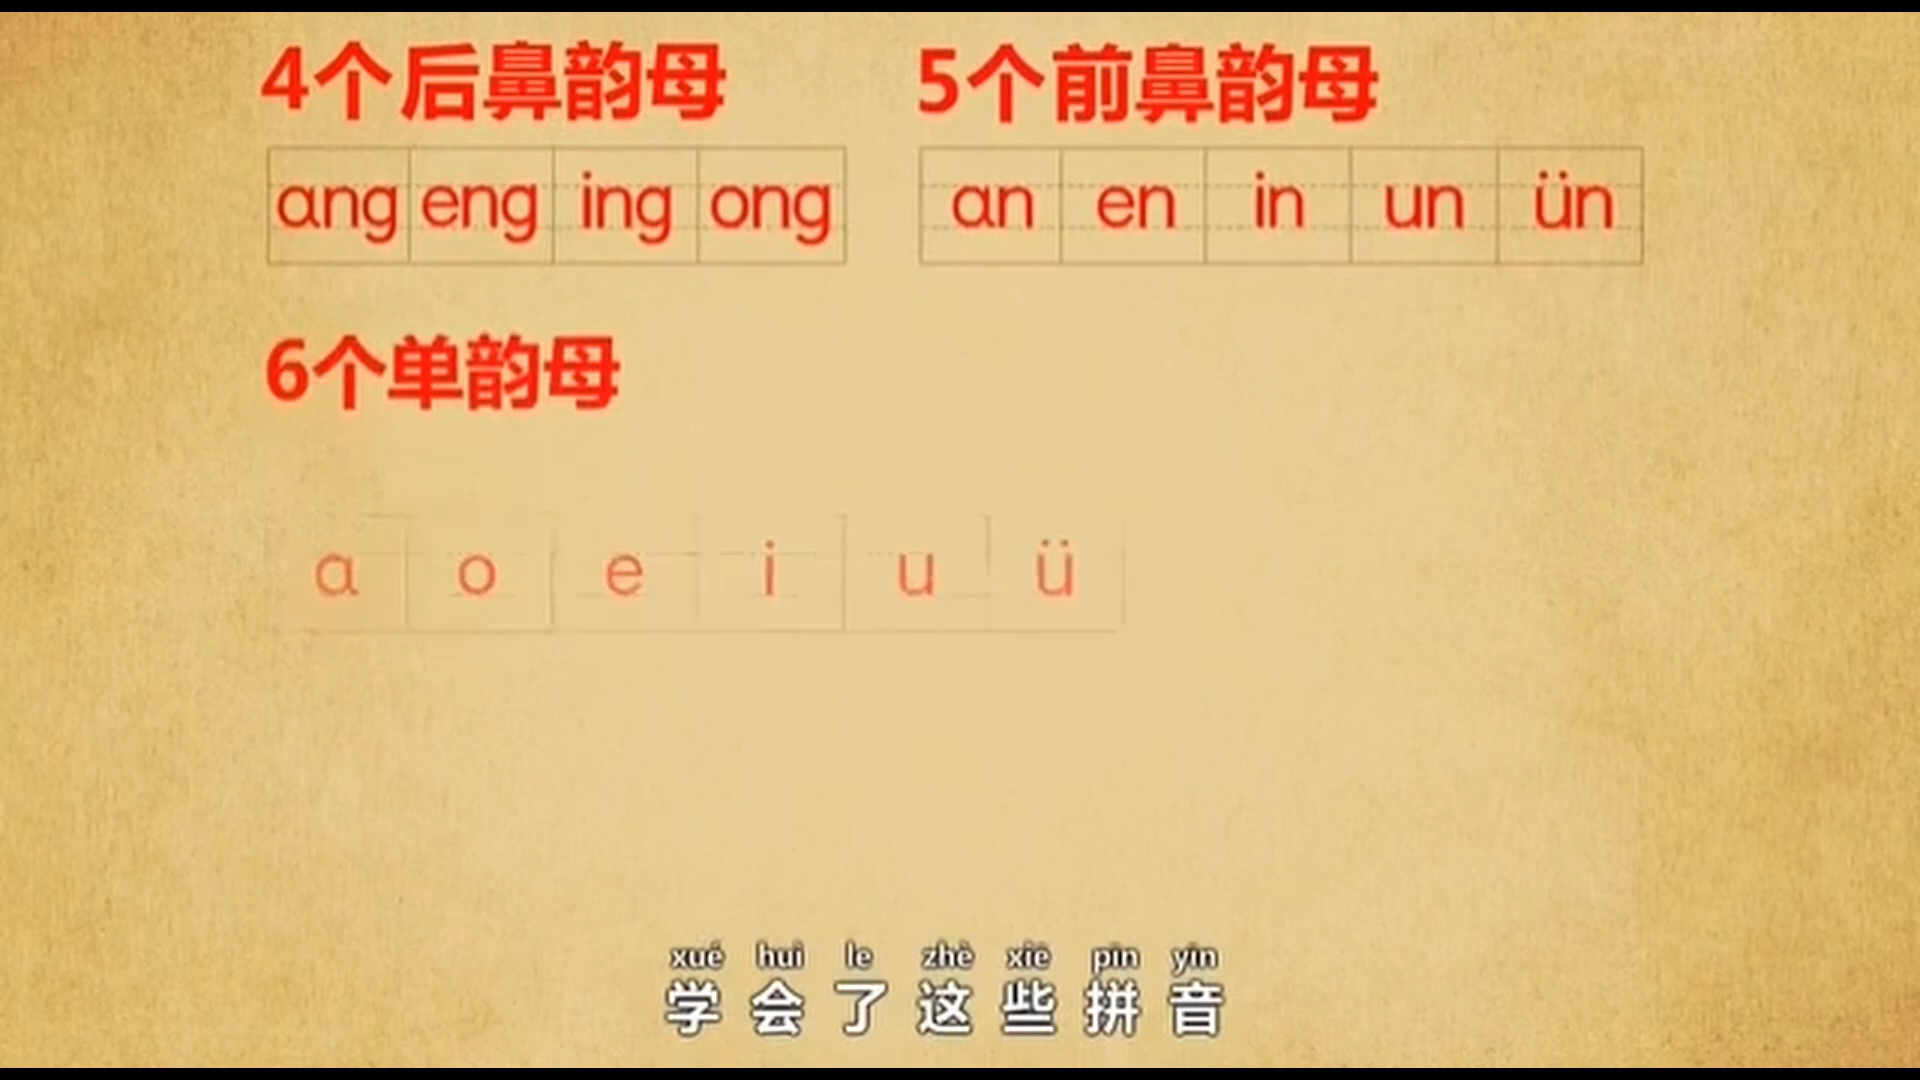 4个后鼻韵母
ang eng ing ong
5个前鼻韵母
an en in un ün
6个单韵母
a o e i u ü
xué huì le zhè xiē pīn yīn
学会了这些拼音